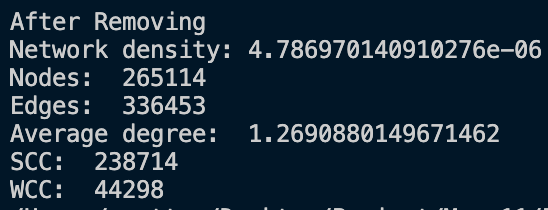 After Removing
Network density: 4.786970140910276e-06
Nodes:  265114
Edges:  336453
Average degree:  1.2690880149671462
SCC:  238714
WCC:  44298